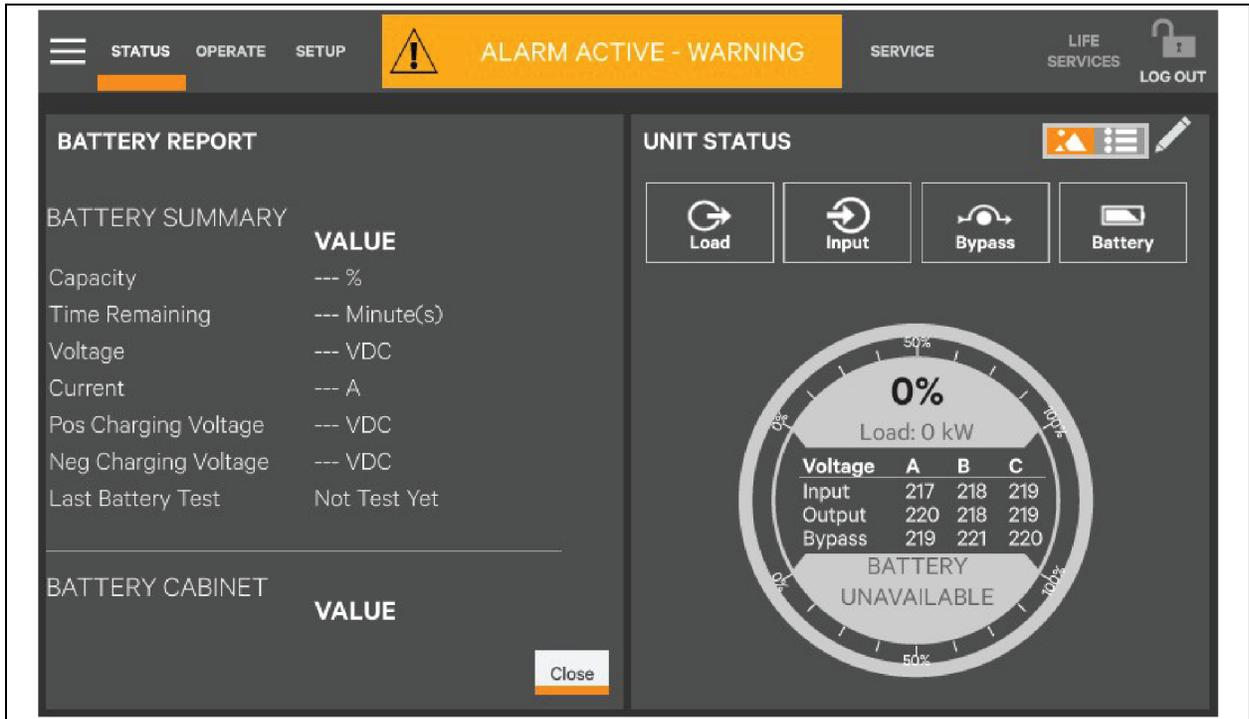 STATUS OPERATE SETUP ALARM ACTIVE - WARNING SERVICE LIFE SERVICES LOG OUT
BATTERY REPORT
BATTERY SUMMARY
VALUE
Capacity --- %
Time Remaining --- Minute(s)
Voltage --- VDC
Current --- A
Pos Charging Voltage --- VDC
Neg Charging Voltage --- VDC
Last Battery Test Not Test Yet
BATTERY CABINET
VALUE
Close
UNIT STATUS
Load Input Bypass Battery
50%
0% 100%
0%
Load: 0 kW
Voltage A B C
Input 217 218 219
Output 220 218 219
Bypass 219 221 220
BATTERY
UNAVAILABLE
0% 100%
50%